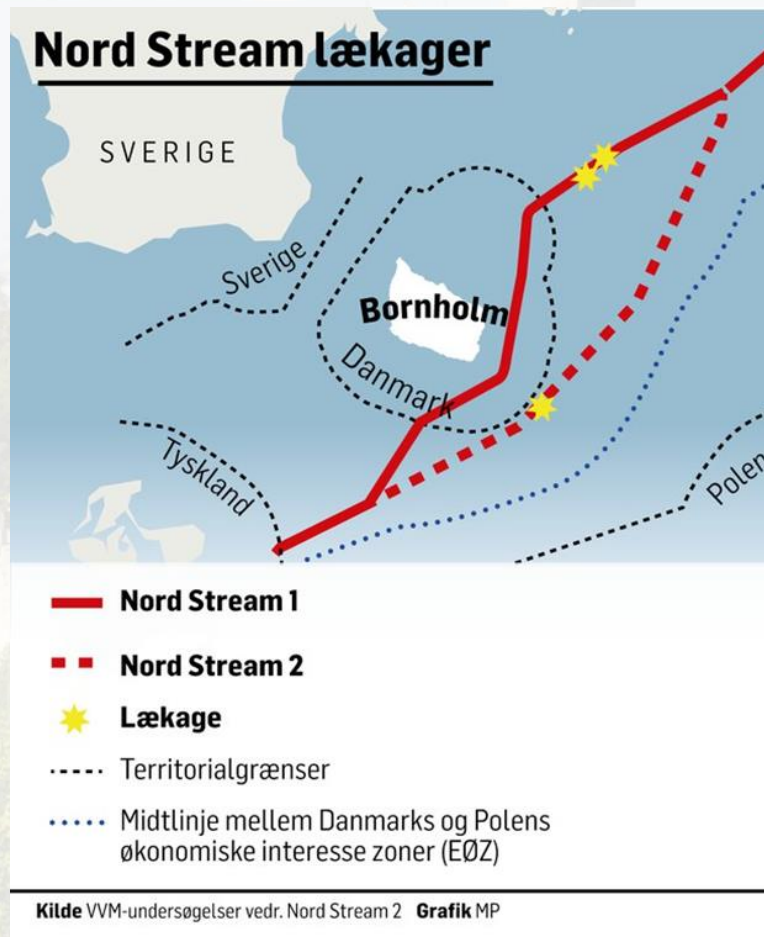 Nord Stream lækager
SVERIGE
Sverige
Bornholm
Danmark
Tyskland
Polen
Nord Stream 1
Nord Stream 2
Lækage
Territorialgrænser
Midtlinje mellem Danmarks og Polens
økonomiske interesse zoner (EØZ)
Kilde VVM-undersøgelser vedr. Nord Stream 2 Grafik MP